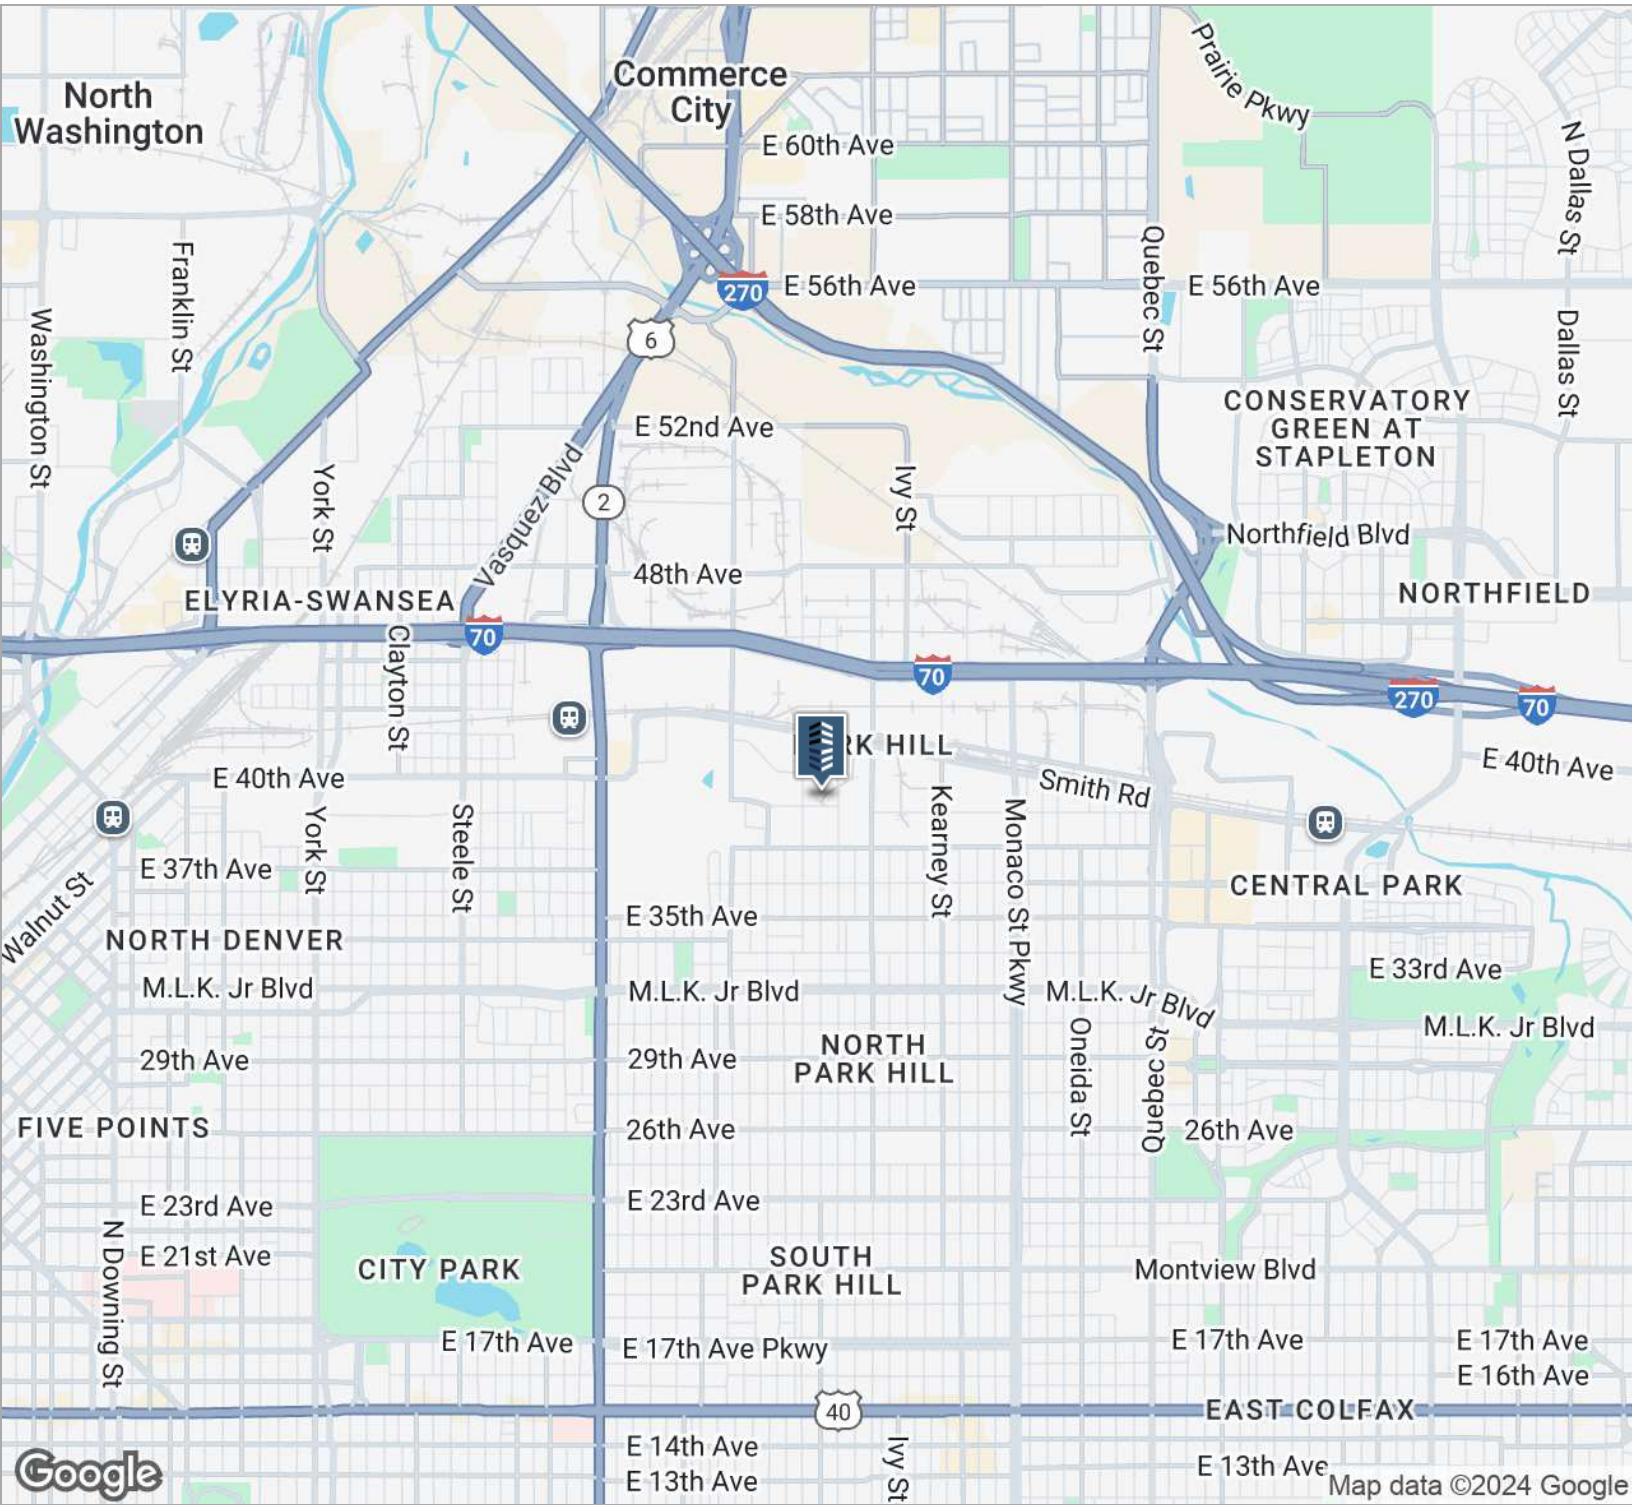 North
Washington
Commerce
City
Prairie Pkwy
N Dallas St
E 60th Ave
E 58th Ave
Franklin St
Quebec St
270
E 56th Ave
E 56th Ave
Washington St
6
Dallas St
CONSERVATORY
GREEN AT
STAPLETON
E 52nd Ave
Vasquez Blvd
York St
Ivy St
2
Northfield Blvd
48th Ave
ELYRIA-SWANSEA
NORTHFIELD
70
Clayton St
70
270
70
RK HILL
E 40th Ave
E 40th Ave
Smith Rd
York St
Steele St
Kearney St
Monaco St Pkwy
E 37th Ave
CENTRAL PARK
Walnut St
E 35th Ave
NORTH DENVER
E 33rd Ave
M.L.K. Jr Blvd
M.L.K. Jr Blvd
M.L.K. Jr Blvd
M.L.K. Jr Blvd
29th Ave
29th Ave
NORTH
PARK HILL
Oneida St
Quebec St
FIVE POINTS
26th Ave
26th Ave
E 23rd Ave
E 23rd Ave
N Downing St
E 21st Ave
CITY PARK
SOUTH
PARK HILL
Montview Blvd
E 17th Ave
E 17th Ave Pkwy
E 17th Ave
E 17th Ave
E 16th Ave
40
EAST COLFAX
E 14th Ave
Ivy St
E 13th Ave
E 13th Ave
Google
Map data ©2024 Google